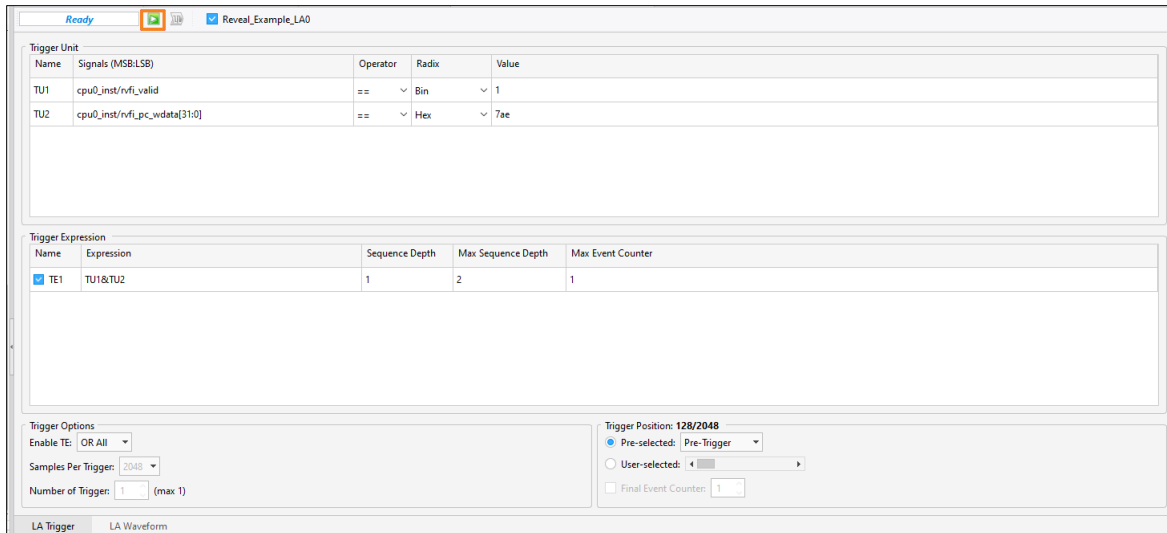 Ready Reveal_Example_LA0
Trigger Unit
Name Signals (MSB:LSB) Operator Radix Value
TU1 cpu0_inst/rvfi_valid == Bin 1
TU2 cpu0_inst/rvfi_pc_wdata[31:0] == Hex 7ae
Trigger Expression
Name Expression Sequence Depth Max Sequence Depth Max Event Counter
TE1 TU1&TU2 1 2 1
Trigger Options
Enable TE: OR All
Samples Per Trigger: 2048
Number of Trigger: 1 (max 1)
Trigger Position: 128/2048
Pre-selected: Pre-Trigger
User-selected:
Final Event Counter: 1
LA Trigger LA Waveform